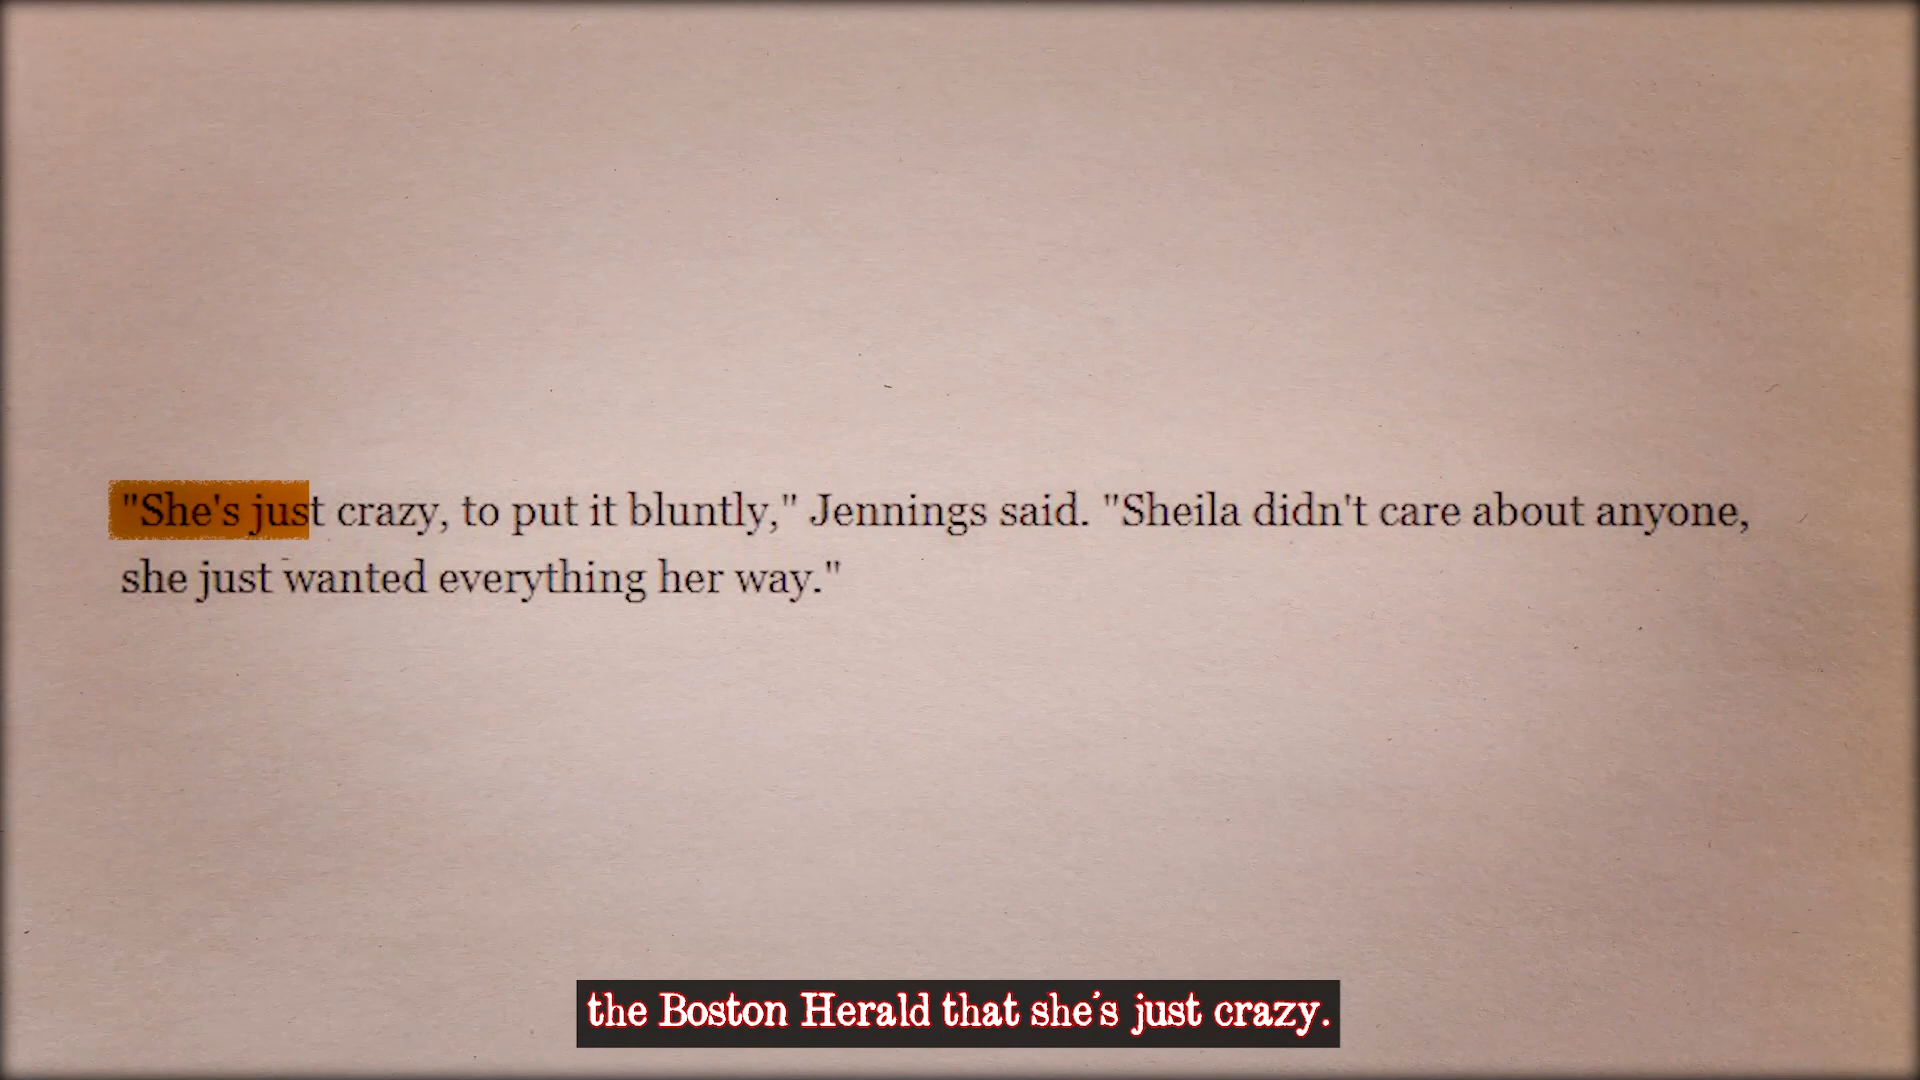 "She's just crazy, to put it bluntly," Jennings said. "Sheila didn't care about anyone,
she just wanted everything her way."
the Boston Herald that she's just crazy.